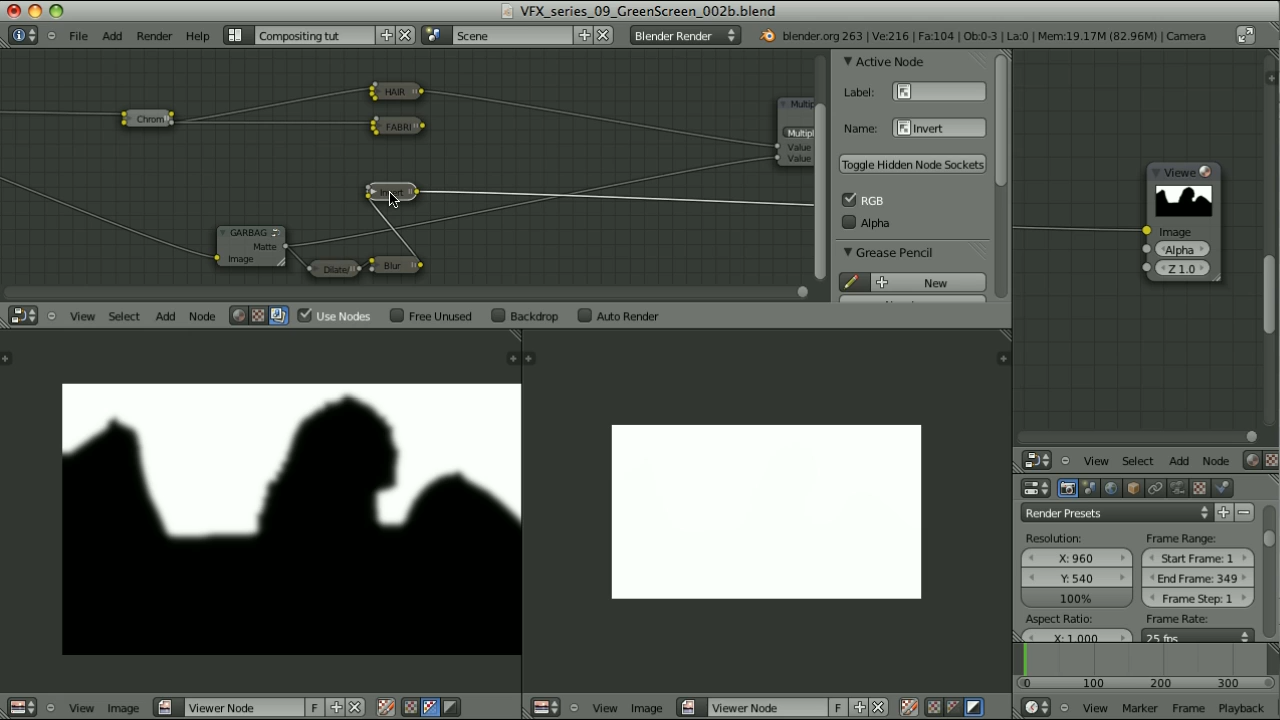 VFX_series_09_GreenScreen_002b.blend
File Add Render Help Compositing tut Scene Blender Render blender.org 263 | Ve:216 | Fa:104 | Ob:0-3 | La:0 | Mem:19.17M (82.96M) | Camera
Active Node
Label:
Name: Invert
Toggle Hidden Node Sockets
RGB
Alpha
Grease Pencil
New
HAIR
Chrom
FABRI
Multip
Multipl
Value
Value
Invert
GARBAG
Matte
Image
Dilate/
Blur
Viewe
Image
Alpha
Z 1.0
View Select Add Node Use Nodes Free Unused Backdrop Auto Render
View Select Add Node
Render Presets
Resolution: Frame Range:
X: 960 Start Frame: 1
Y: 540 End Frame: 349
100% Frame Step: 1
Aspect Ratio: Frame Rate:
X: 1.000 25 fps
0 100 200 300
View Image Viewer Node F
View Image Viewer Node F
View Marker Frame Playback